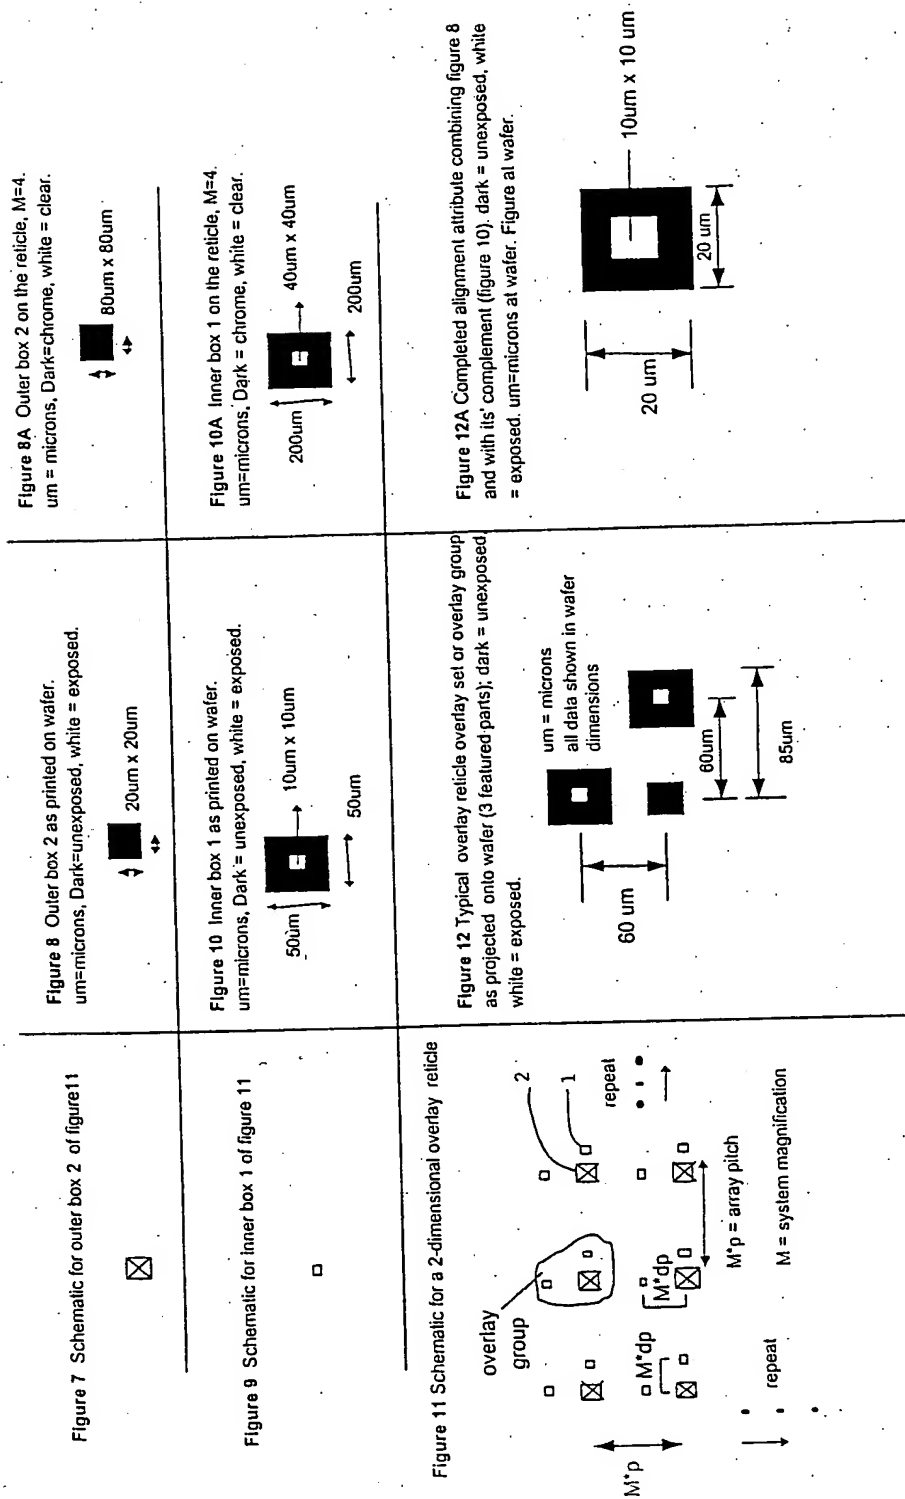 Figure 7 Schematic for outer box 2 of figure11
Figure 8 Outer box 2 as printed on wafer.
um=microns, Dark=unexposed, white = exposed.
20um x 20um
Figure 8A Outer box 2 on the reticle, M=4.
um = microns, Dark=chrome, white = clear.
80um x 80um
Figure 9 Schematic for inner box 1 of figure 11
Figure 10 Inner box 1 as printed on wafer.
um=microns, Dark = unexposed, white = exposed.
50um
10um x 10um
50um
Figure 10A Inner box 1 on the reticle, M=4.
um=microns, Dark = chrome, white = clear.
200um
40um x 40um
200um
Figure 11 Schematic for a 2-dimensional overlay reticle
overlay
group
2
1
repeat
M*p
M*dp
M*dp
M*p = array pitch
repeat
M = system magnification
Figure 12 Typical overlay reticle overlay set or overlay group
as projected onto wafer (3 featured parts); dark = unexposed,
white = exposed.
um = microns
all data shown in wafer
dimensions
60 um
60um
85um
Figure 12A Completed alignment attribute combining figure 8
and with its' complement (figure 10). dark = unexposed, white
= exposed. um=microns at wafer. Figure at wafer.
20 um
10um x 10 um
20 um